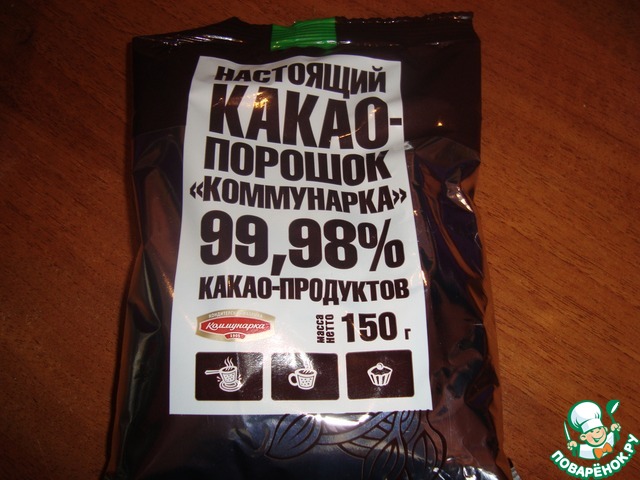 НАСТОЯЩИЙ
КАКАО-
ПОРОШОК
«КОММУНАРКА»
99,98%
КАКАО-ПРОДУКТОВ
Коммунарка
масса
нетто
150 г
ПОВАРЁНОК.РУ